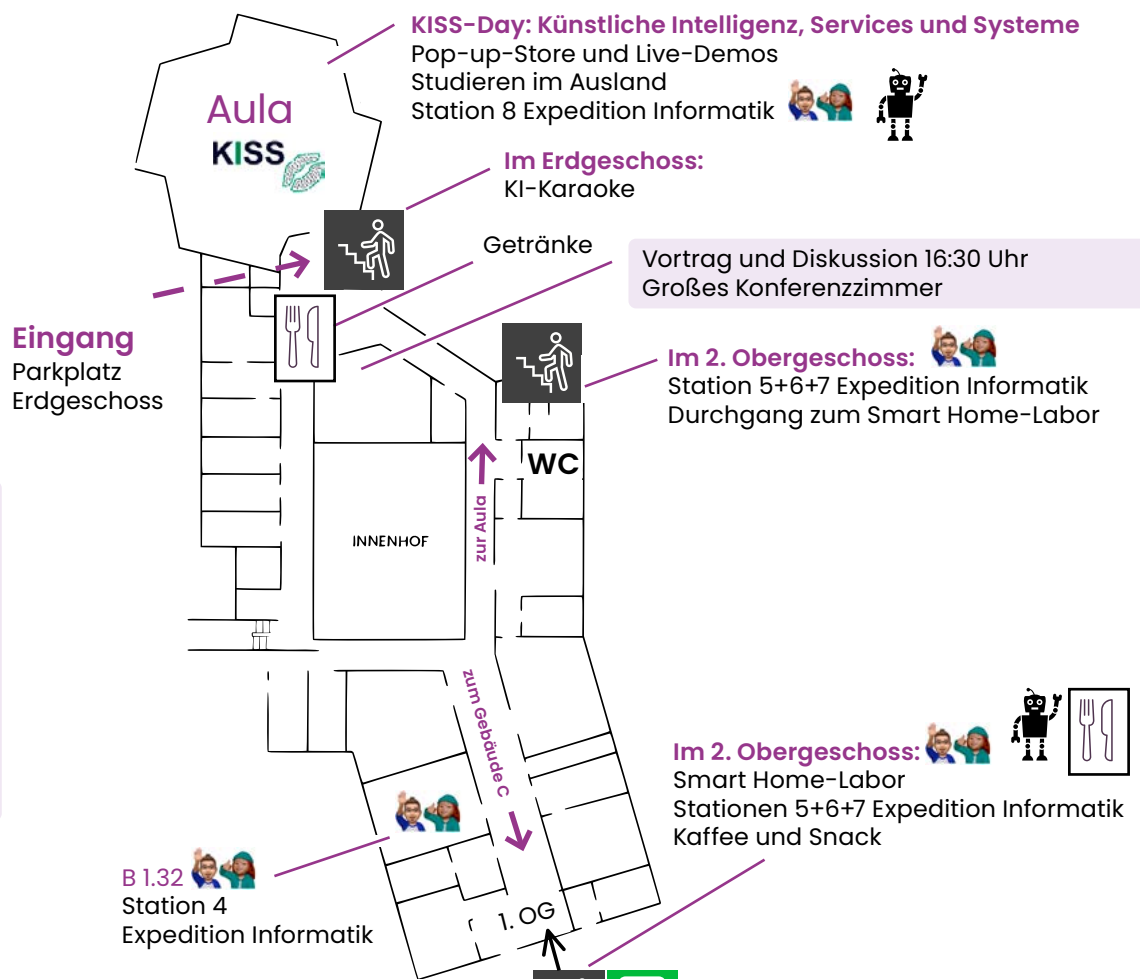 KISS-Day: Künstliche Intelligenz, Services und Systeme
Pop-up-Store und Live-Demos
Studieren im Ausland
Station 8 Expedition Informatik
Aula
KISS
Im Erdgeschoss:
KI-Karaoke
Getränke
Vortrag und Diskussion 16:30 Uhr
Großes Konferenzzimmer
Eingang
Parkplatz
Erdgeschoss
Im 2. Obergeschoss:
Station 5+6+7 Expedition Informatik
Durchgang zum Smart Home-Labor
WC
zur Aula
INNENHOF
zum Gebäude C
Im 2. Obergeschoss:
Smart Home-Labor
Stationen 5+6+7 Expedition Informatik
Kaffee und Snack
B 1.32
Station 4
Expedition Informatik
1. OG